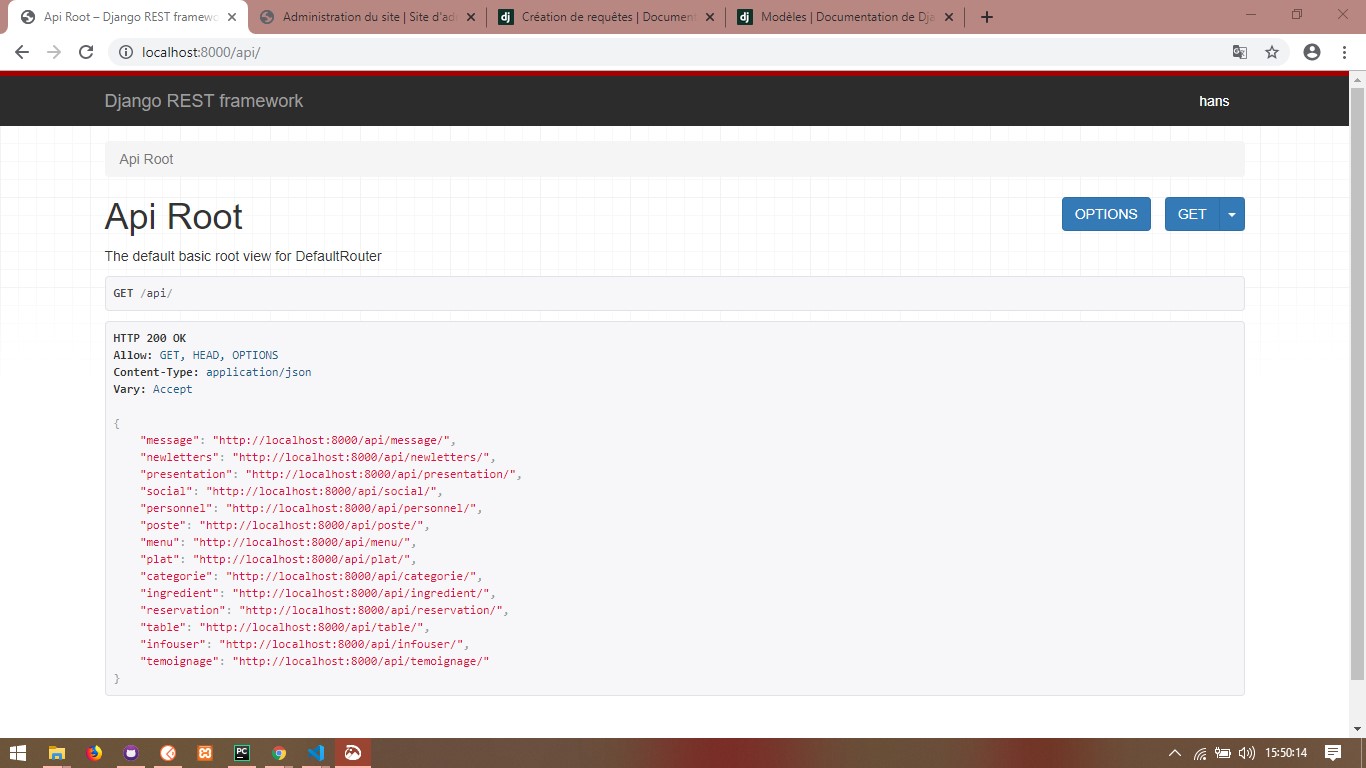 Api Root – Django REST framewo
Administration du site | Site d'ad
Création de requêtes | Document
Modèles | Documentation de Dja
localhost:8000/api/
Django REST framework
hans
Api Root
Api Root
OPTIONS
GET
The default basic root view for DefaultRouter
GET /api/
HTTP 200 OK
Allow: GET, HEAD, OPTIONS
Content-Type: application/json
Vary: Accept
{
"message": "http://localhost:8000/api/message/",
"newletters": "http://localhost:8000/api/newletters/",
"presentation": "http://localhost:8000/api/presentation/",
"social": "http://localhost:8000/api/social/",
"personnel": "http://localhost:8000/api/personnel/",
"poste": "http://localhost:8000/api/poste/",
"menu": "http://localhost:8000/api/menu/",
"plat": "http://localhost:8000/api/plat/",
"categorie": "http://localhost:8000/api/categorie/",
"ingredient": "http://localhost:8000/api/ingredient/",
"reservation": "http://localhost:8000/api/reservation/",
"table": "http://localhost:8000/api/table/",
"infouser": "http://localhost:8000/api/infouser/",
"temoignage": "http://localhost:8000/api/temoignage/"
}
15:50:14